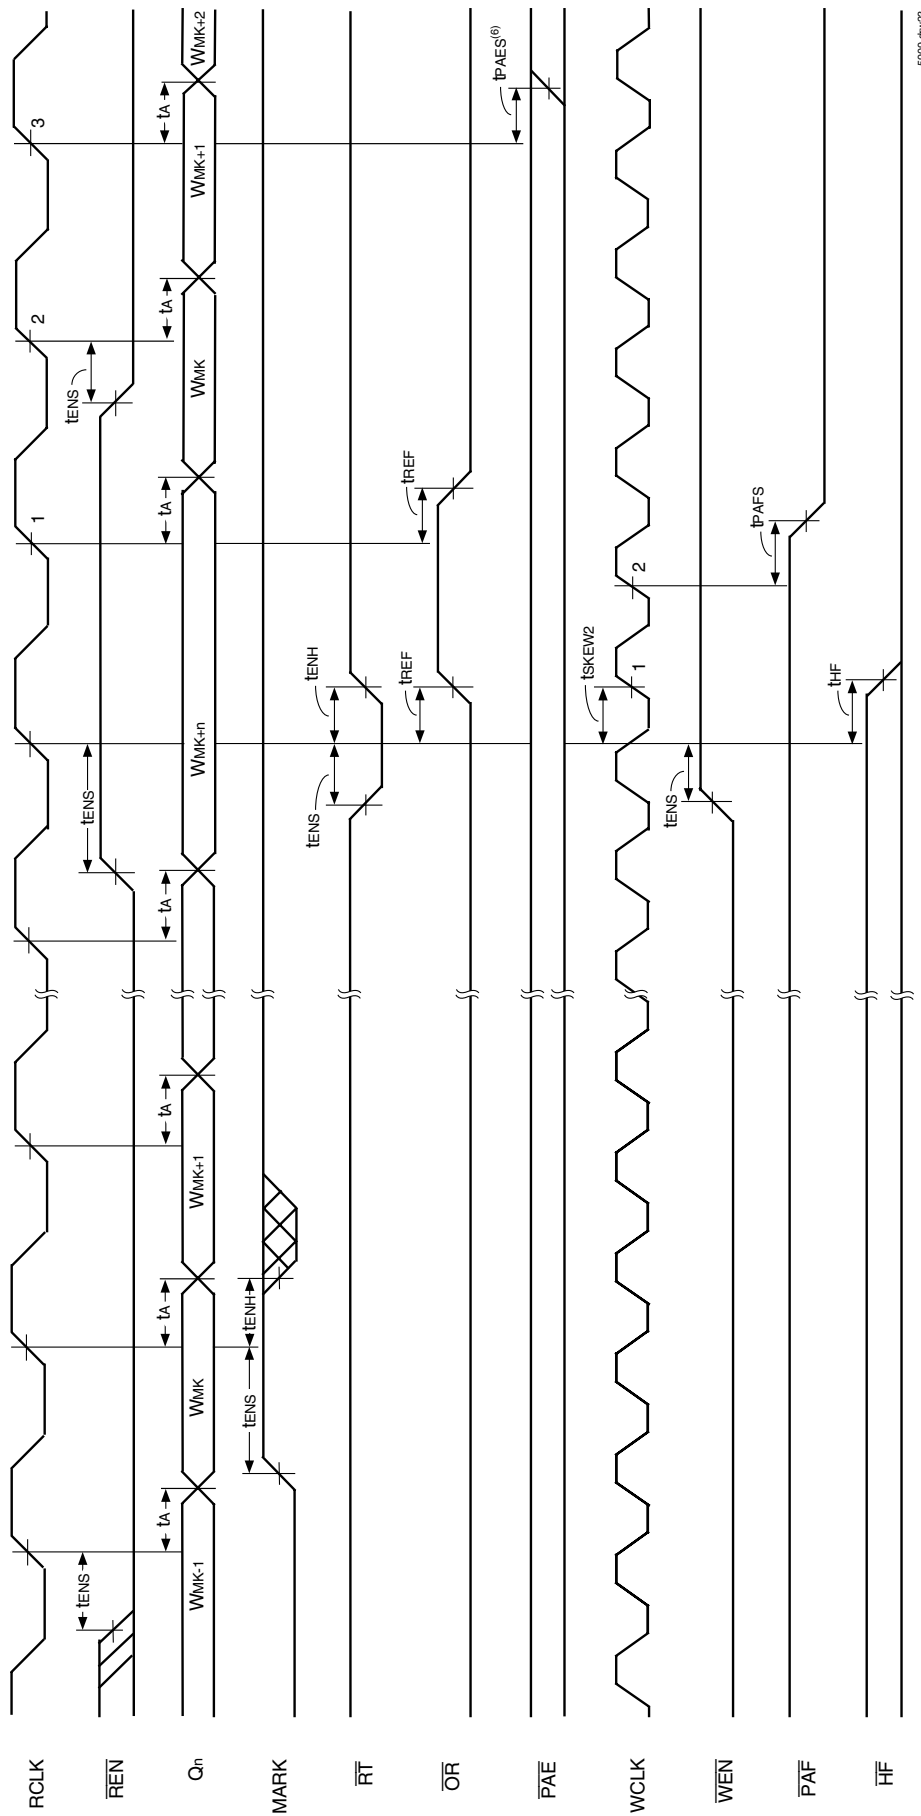 RCLK
1
2
3
REN
tENS
tENS
tENS
tA
tA
tA
tA
tA
tA
tA
Qn
WMK-1
WMK
WMK+1
WMK+n
WMK
WMK+1
WMK+2
MARK
tENS
tENH
RT
tENS
tENH
OR
tREF
tREF
PAE
tPAES(6)
WCLK
tSKEW2
1
2
WEN
tENS
PAF
tPAFS
HF
tHF